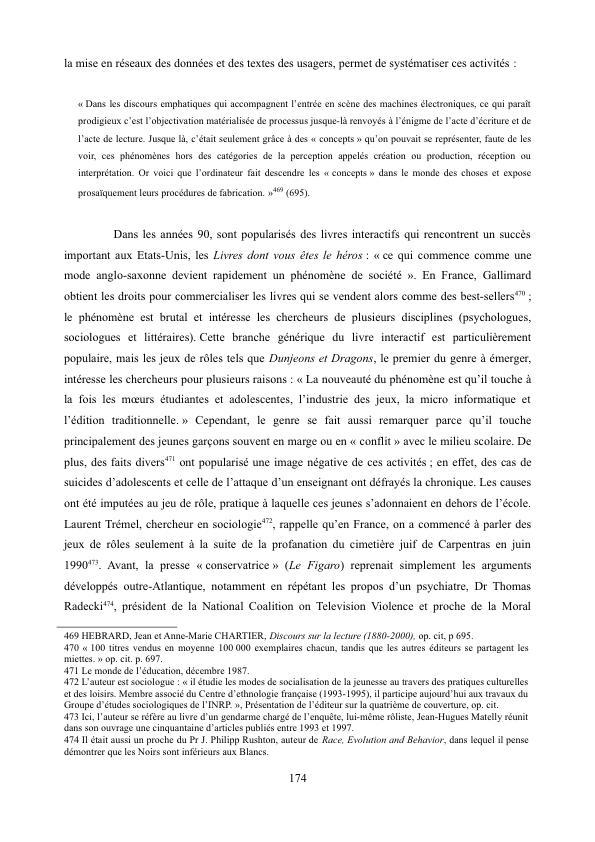 la mise en réseaux des données et des textes des usagers, permet de systématiser ces activités :
« Dans les discours emphatiques qui accompagnent l'entrée en scène des machines électroniques, ce qui paraît
prodigieux c'est l'objectivation matérialisée de processus jusque-là renvoyés à l'énigme de l'acte d'écriture et de
l'acte de lecture. Jusque là, c'était seulement grâce à des « concepts » qu'on pouvait se représenter, faute de les
voir, ces phénomènes hors des catégories de la perception appelés création ou production, réception ou
interprétation. Or voici que l'ordinateur fait descendre les « concepts » dans le monde des choses et expose
prosaïquement leurs procédures de fabrication. »469 (695).
Dans les années 90, sont popularisés des livres interactifs qui rencontrent un succès
important aux Etats-Unis, les Livres dont vous êtes le héros : « ce qui commence comme une
mode anglo-saxonne devient rapidement un phénomène de société ». En France, Gallimard
obtient les droits pour commercialiser les livres qui se vendent alors comme des best-sellers470 ;
le phénomène est brutal et intéresse les chercheurs de plusieurs disciplines (psychologues,
sociologues et littéraires). Cette branche générique du livre interactif est particulièrement
populaire, mais les jeux de rôles tels que Dunjeons et Dragons, le premier du genre à émerger,
intéresse les chercheurs pour plusieurs raisons : « La nouveauté du phénomène est qu'il touche à
la fois les mœurs étudiantes et adolescentes, l'industrie des jeux, la micro informatique et
l'édition traditionnelle. » Cependant, le genre se fait aussi remarquer parce qu'il touche
principalement des jeunes garçons souvent en marge ou en « conflit » avec le milieu scolaire. De
plus, des faits divers471 ont popularisé une image négative de ces activités ; en effet, des cas de
suicides d'adolescents et celle de l'attaque d'un enseignant ont défrayés la chronique. Les causes
ont été imputées au jeu de rôle, pratique à laquelle ces jeunes s'adonnaient en dehors de l'école.
Laurent Trémel, chercheur en sociologie472, rappelle qu'en France, on a commencé à parler des
jeux de rôles seulement à la suite de la profanation du cimetière juif de Carpentras en juin
1990473. Avant, la presse « conservatrice » (Le Figaro) reprenait simplement les arguments
développés outre-Atlantique, notamment en répétant les propos d'un psychiatre, Dr Thomas
Radecki474, président de la National Coalition on Television Violence et proche de la Moral
469 HEBRARD, Jean et Anne-Marie CHARTIER, Discours sur la lecture (1880-2000), op. cit, p 695.
470 « 100 titres vendus en moyenne 100 000 exemplaires chacun, tandis que les autres éditeurs se partagent les
miettes. » op. cit. p. 697.
471 Le monde de l'éducation, décembre 1987.
472 L'auteur est sociologue : « il étudie les modes de socialisation de la jeunesse au travers des pratiques culturelles
et des loisirs. Membre associé du Centre d'ethnologie française (1993-1995), il participe aujourd'hui aux travaux du
Groupe d'études sociologiques de l'INRP. », Présentation de l'éditeur sur la quatrième de couverture, op. cit.
473 Ici, l'auteur se réfère au livre d'un gendarme chargé de l'enquête, lui-même rôliste, Jean-Hugues Matelly réunit
dans son ouvrage une cinquantaine d'articles publiés entre 1993 et 1997.
474 Il était aussi un proche du Pr J. Philipp Rushton, auteur de Race, Evolution and Behavior, dans lequel il pense
démontrer que les Noirs sont inférieurs aux Blancs.
174